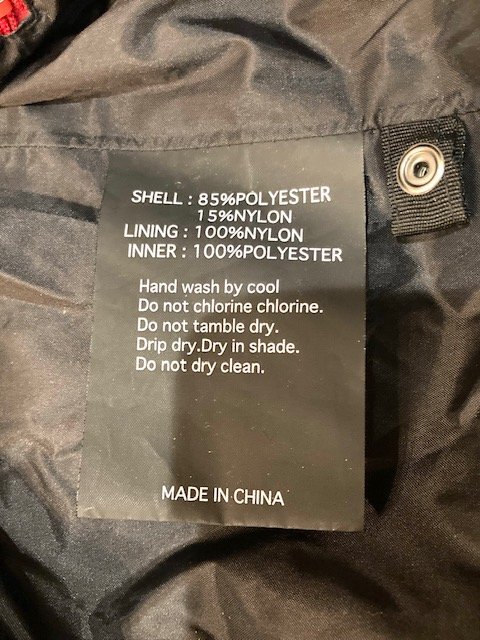 SHELL : 85%POLYESTER
15%NYLON
LINING : 100%NYLON
INNER : 100%POLYESTER
Hand wash by cool
Do not chlorine chlorine.
Do not tamble dry.
Drip dry.Dry in shade.
Do not dry clean.
MADE IN CHINA